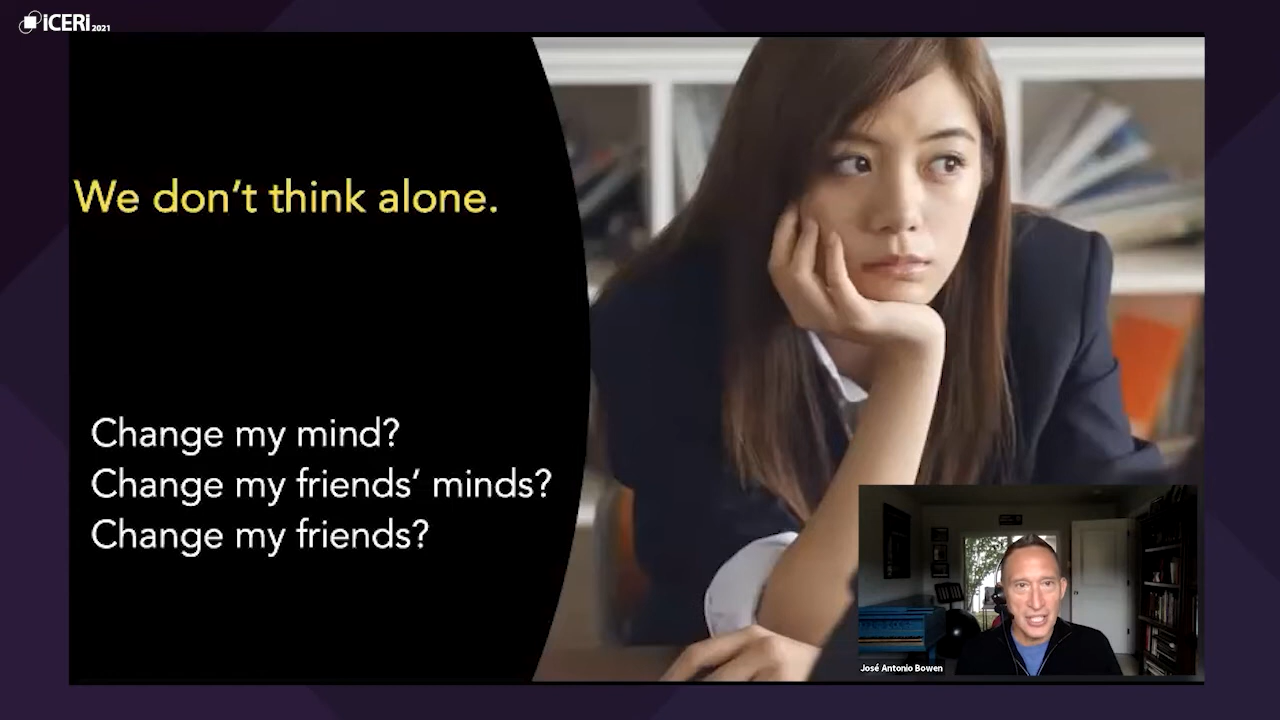 iCERi 2021
We don’t think alone.
Change my mind?
Change my friends’ minds?
Change my friends?
José Antonio Bowen